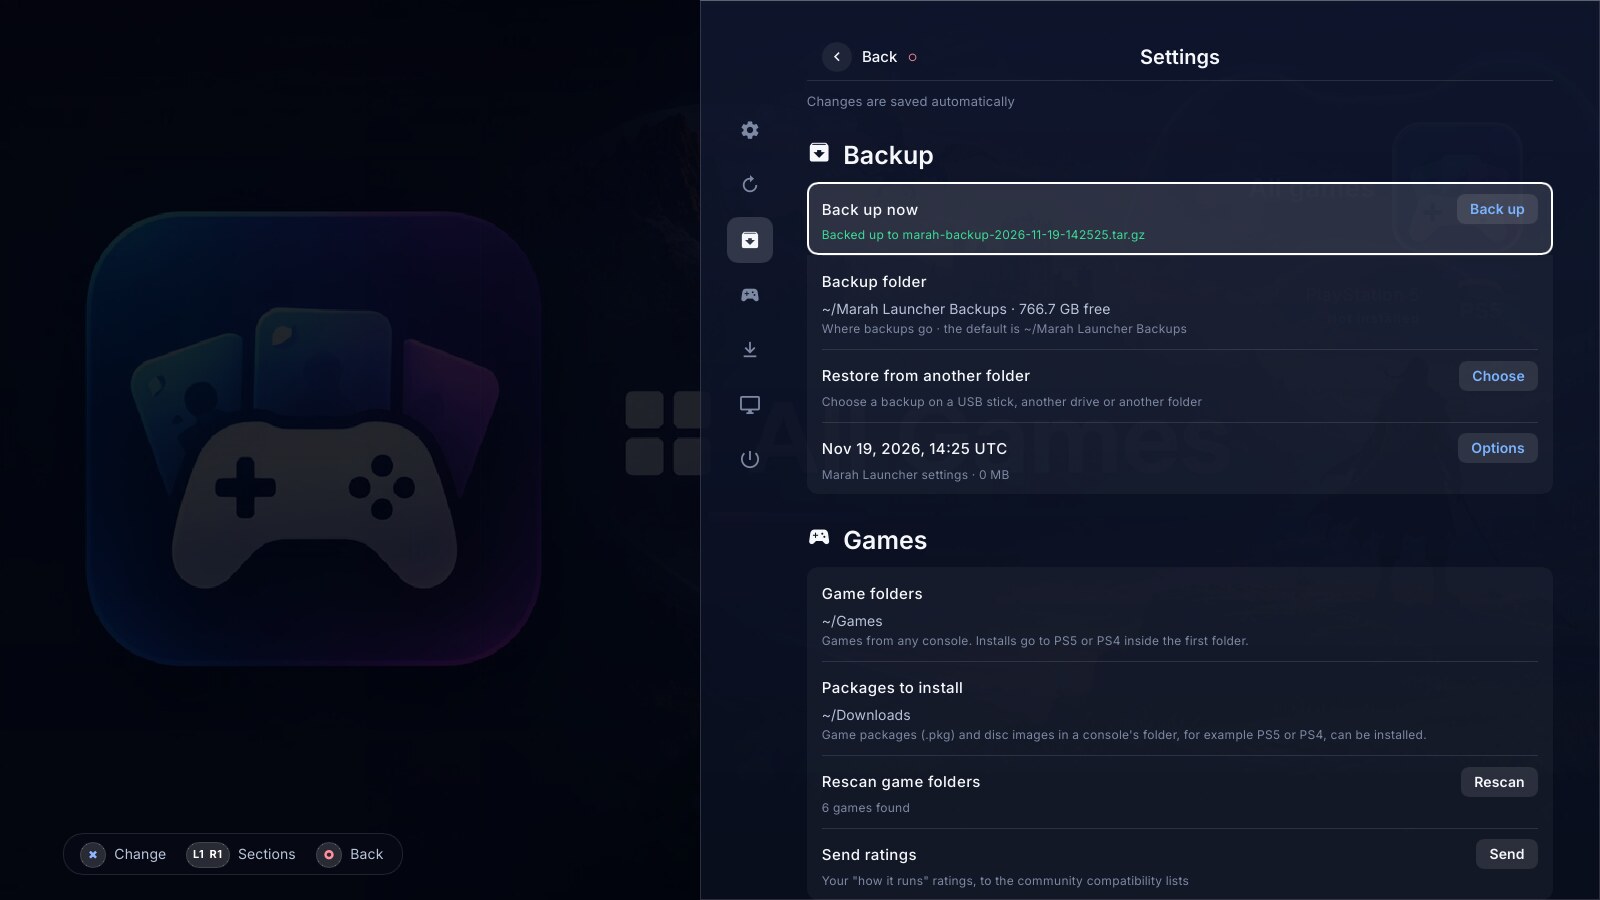 Back
Settings
Changes are saved automatically
Backup
Back up now
Back up
Backed up to marah-backup-2026-11-19-142525.tar.gz
Backup folder
~/Marah Launcher Backups · 766.7 GB free
Where backups go · the default is ~/Marah Launcher Backups
Restore from another folder
Choose
Choose a backup on a USB stick, another drive or another folder
Nov 19, 2026, 14:25 UTC
Options
Marah Launcher settings · 0 MB
All Games
Games
Game folders
~/Games
Games from any console. Installs go to PS5 or PS4 inside the first folder.
Packages to install
~/Downloads
Game packages (.pkg) and disc images in a console's folder, for example PS5 or PS4, can be installed.
Rescan game folders
Rescan
6 games found
Send ratings
Send
Your "how it runs" ratings, to the community compatibility lists
Change
L1 R1
Sections
Back